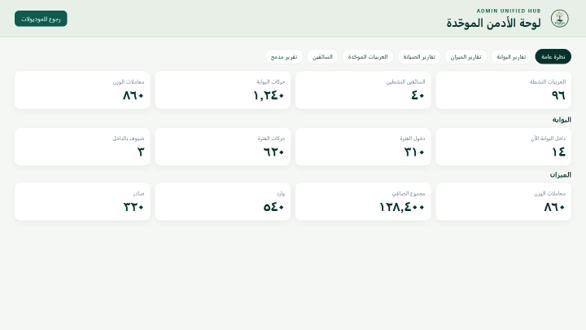 ADMIN UNIFIED HUB
لوحة الأدمن الموحّدة
رجوع للموديولات
نظرة عامة
تقارير البوابة
تقارير الميزان
تقارير الصيانة
العربيات الموحّدة
السائقين
تقرير مدمج
العربيات النشطة
٩٦
السائقين النشطين
٤٠
حركات البوابة
١,٢٤٠
معاملات الوزن
٨٦٠
البوابة
داخل البوابة الآن
١٤
دخول الفترة
٣١٠
حركات الفترة
٦٢٠
ضيوف بالداخل
٣
الميزان
معاملات الوزن
٨٦٠
مجموع الصافي
١٢٨,٤٠٠
وارد
٥٤٠
صادر
٣٢٠